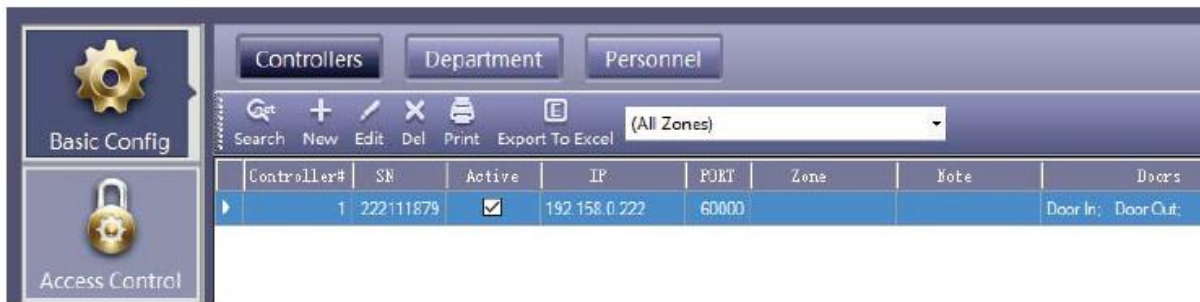 Controllers Department Personnel
Basic Config
Get
Search New Edit Del Print Export To Excel (All Zones)
E
Controller# SN Active IP PORT Zone Note Doors
1 222111879 192.158.0.222 60000 Door In; Door Out;
Access Control